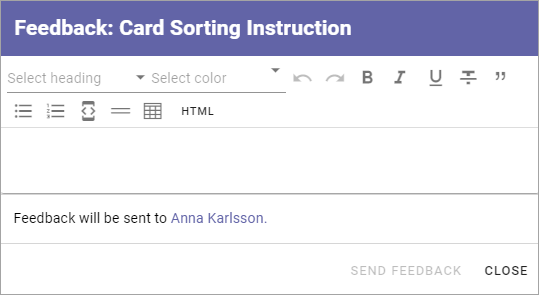 Feedback: Card Sorting Instruction
Select heading Select color B I U S ”
HTML
Feedback will be sent to Anna Karlsson.
SEND FEEDBACK CLOSE